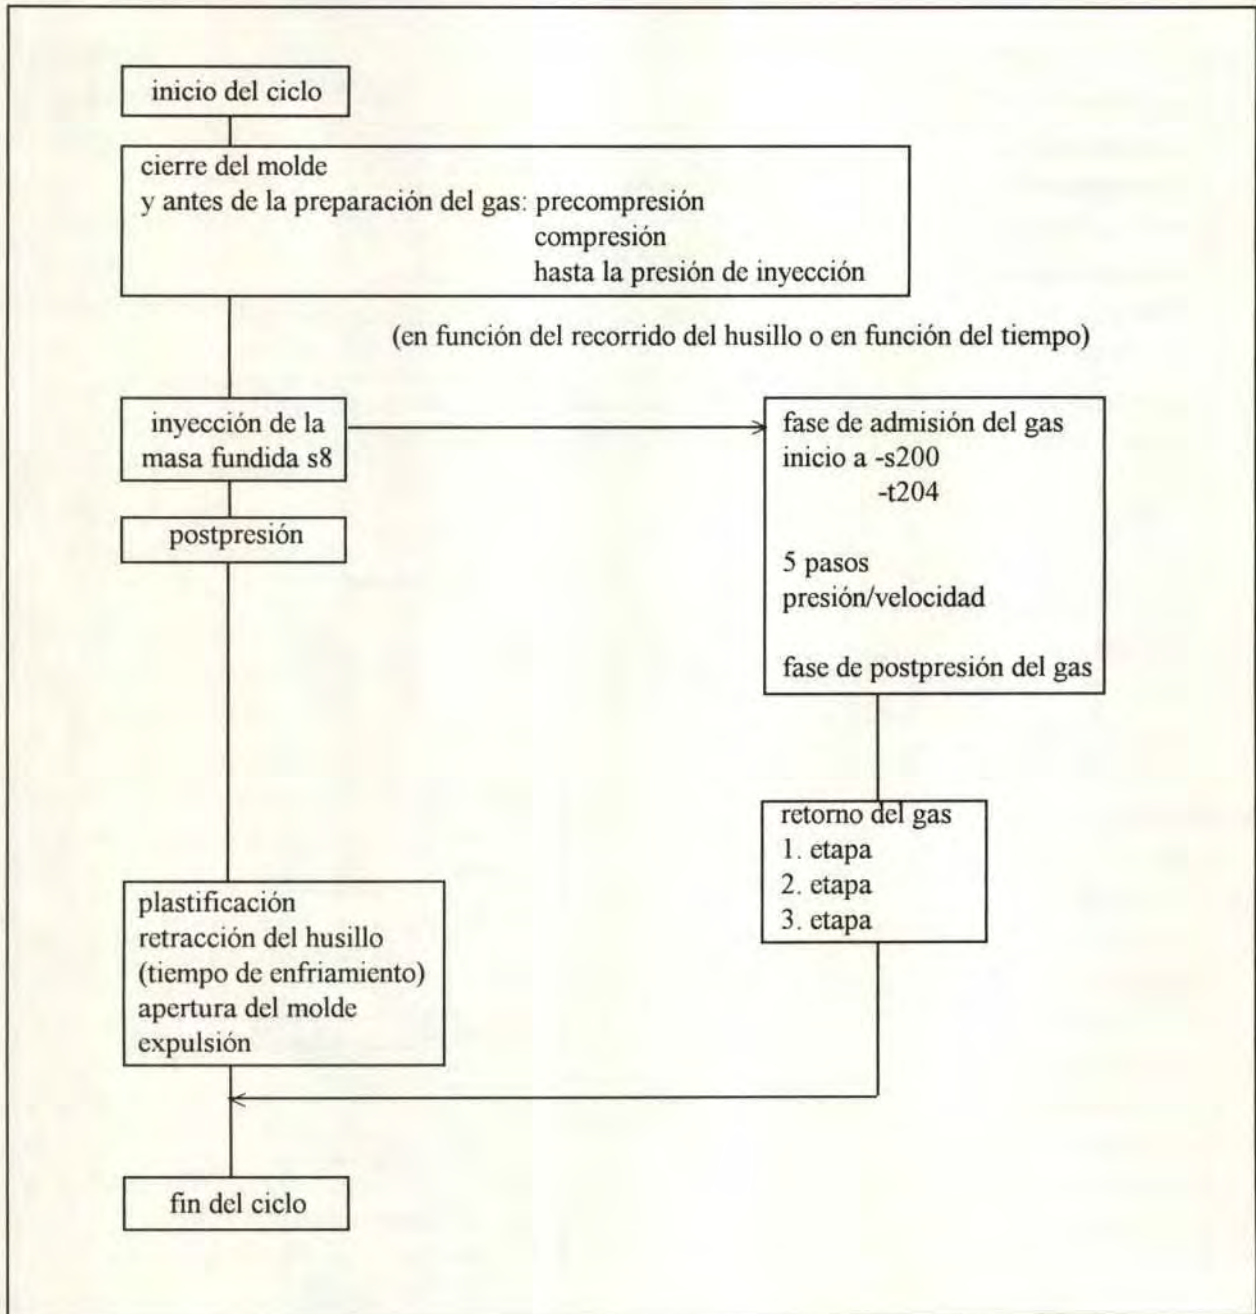 inicio del ciclo
cierre del molde
y antes de la preparación del gas: precompresión
compresión
hasta la presión de inyección
(en función del recorrido del husillo o en función del tiempo)
inyección de la
masa fundida s8
postpresión
fase de admisión del gas
inicio a -s200
-t204
5 pasos
presión/velocidad
fase de postpresión del gas
retorno del gas
1. etapa
2. etapa
3. etapa
plastificación
retracción del husillo
(tiempo de enfriamiento)
apertura del molde
expulsión
fin del ciclo